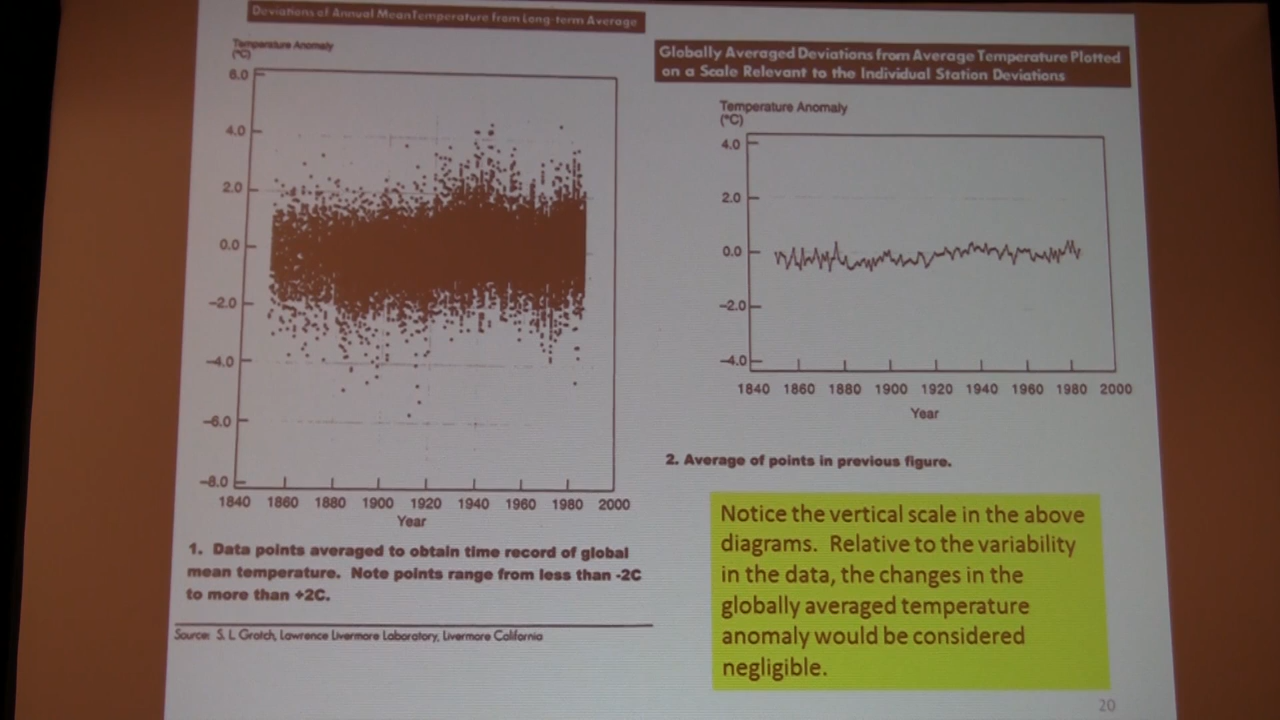 Deviations of Annual Mean Temperature from Long-term Average
Temperature Anomaly
(°C)
6.0
4.0
2.0
0.0
-2.0
-4.0
-6.0
-8.0
1840 1860 1880 1900 1920 1940 1960 1980 2000
Year
1. Data points averaged to obtain time record of global
mean temperature. Note points range from less than -2C
to more than +2C.
Source: S. L. Grotch, Lawrence Livermore Laboratory, Livermore California
Globally Averaged Deviations from Average Temperature Plotted
on a Scale Relevant to the Individual Station Deviations
Temperature Anomaly
(°C)
4.0
2.0
0.0
-2.0
-4.0
1840 1860 1880 1900 1920 1940 1960 1980 2000
Year
2. Average of points in previous figure.
Notice the vertical scale in the above
diagrams. Relative to the variability
in the data, the changes in the
globally averaged temperature
anomaly would be considered
negligible.
20